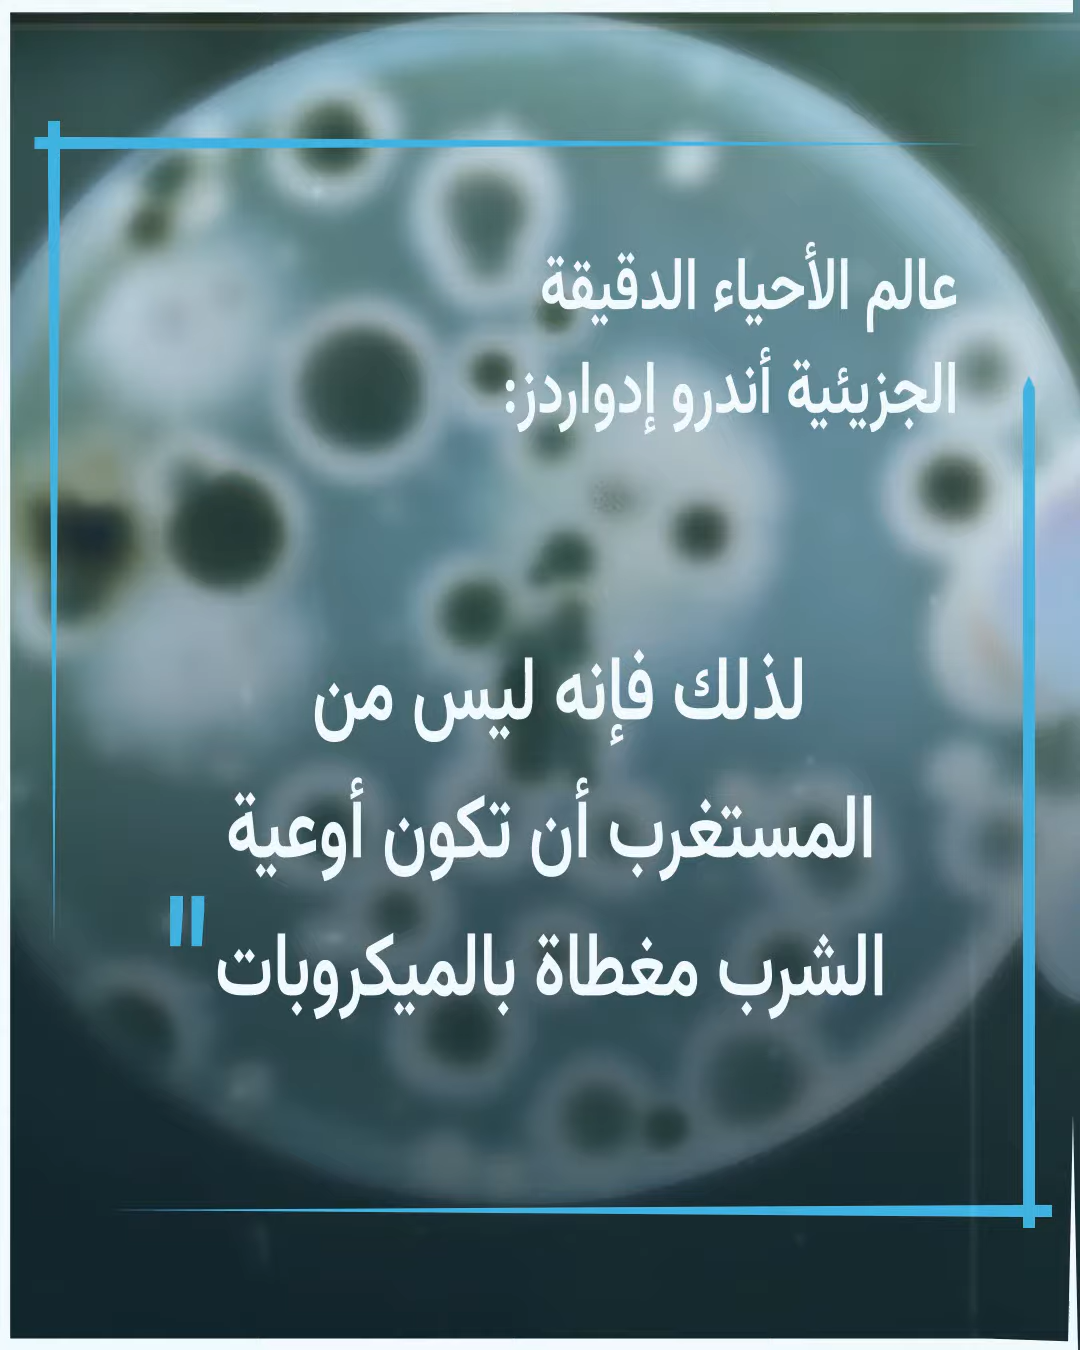 عالم الأحياء الدقيقة
الجزيئية أندرو إدواردز:
لذلك فإنه ليس من
المستغرب أن تكون أوعية
الشرب مغطاة بالميكروبات "